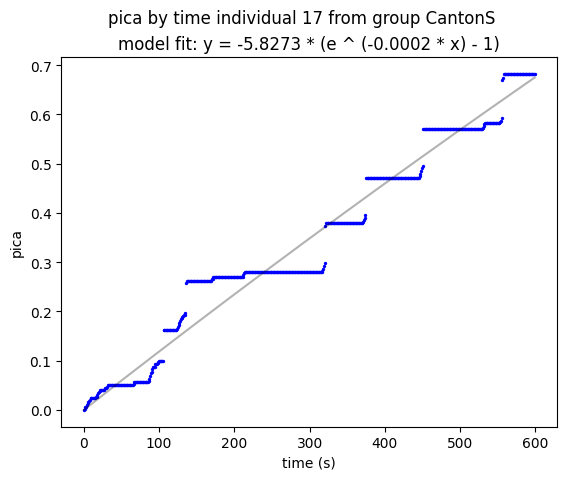 pica by time individual 17 from group CantonS
model fit: y = -5.8273 * (e ^ (-0.0002 * x) - 1)
0.7
0.6
0.5
0.4
0.3
0.2
0.1
0.0
pica
0 100 200 300 400 500 600
time (s)